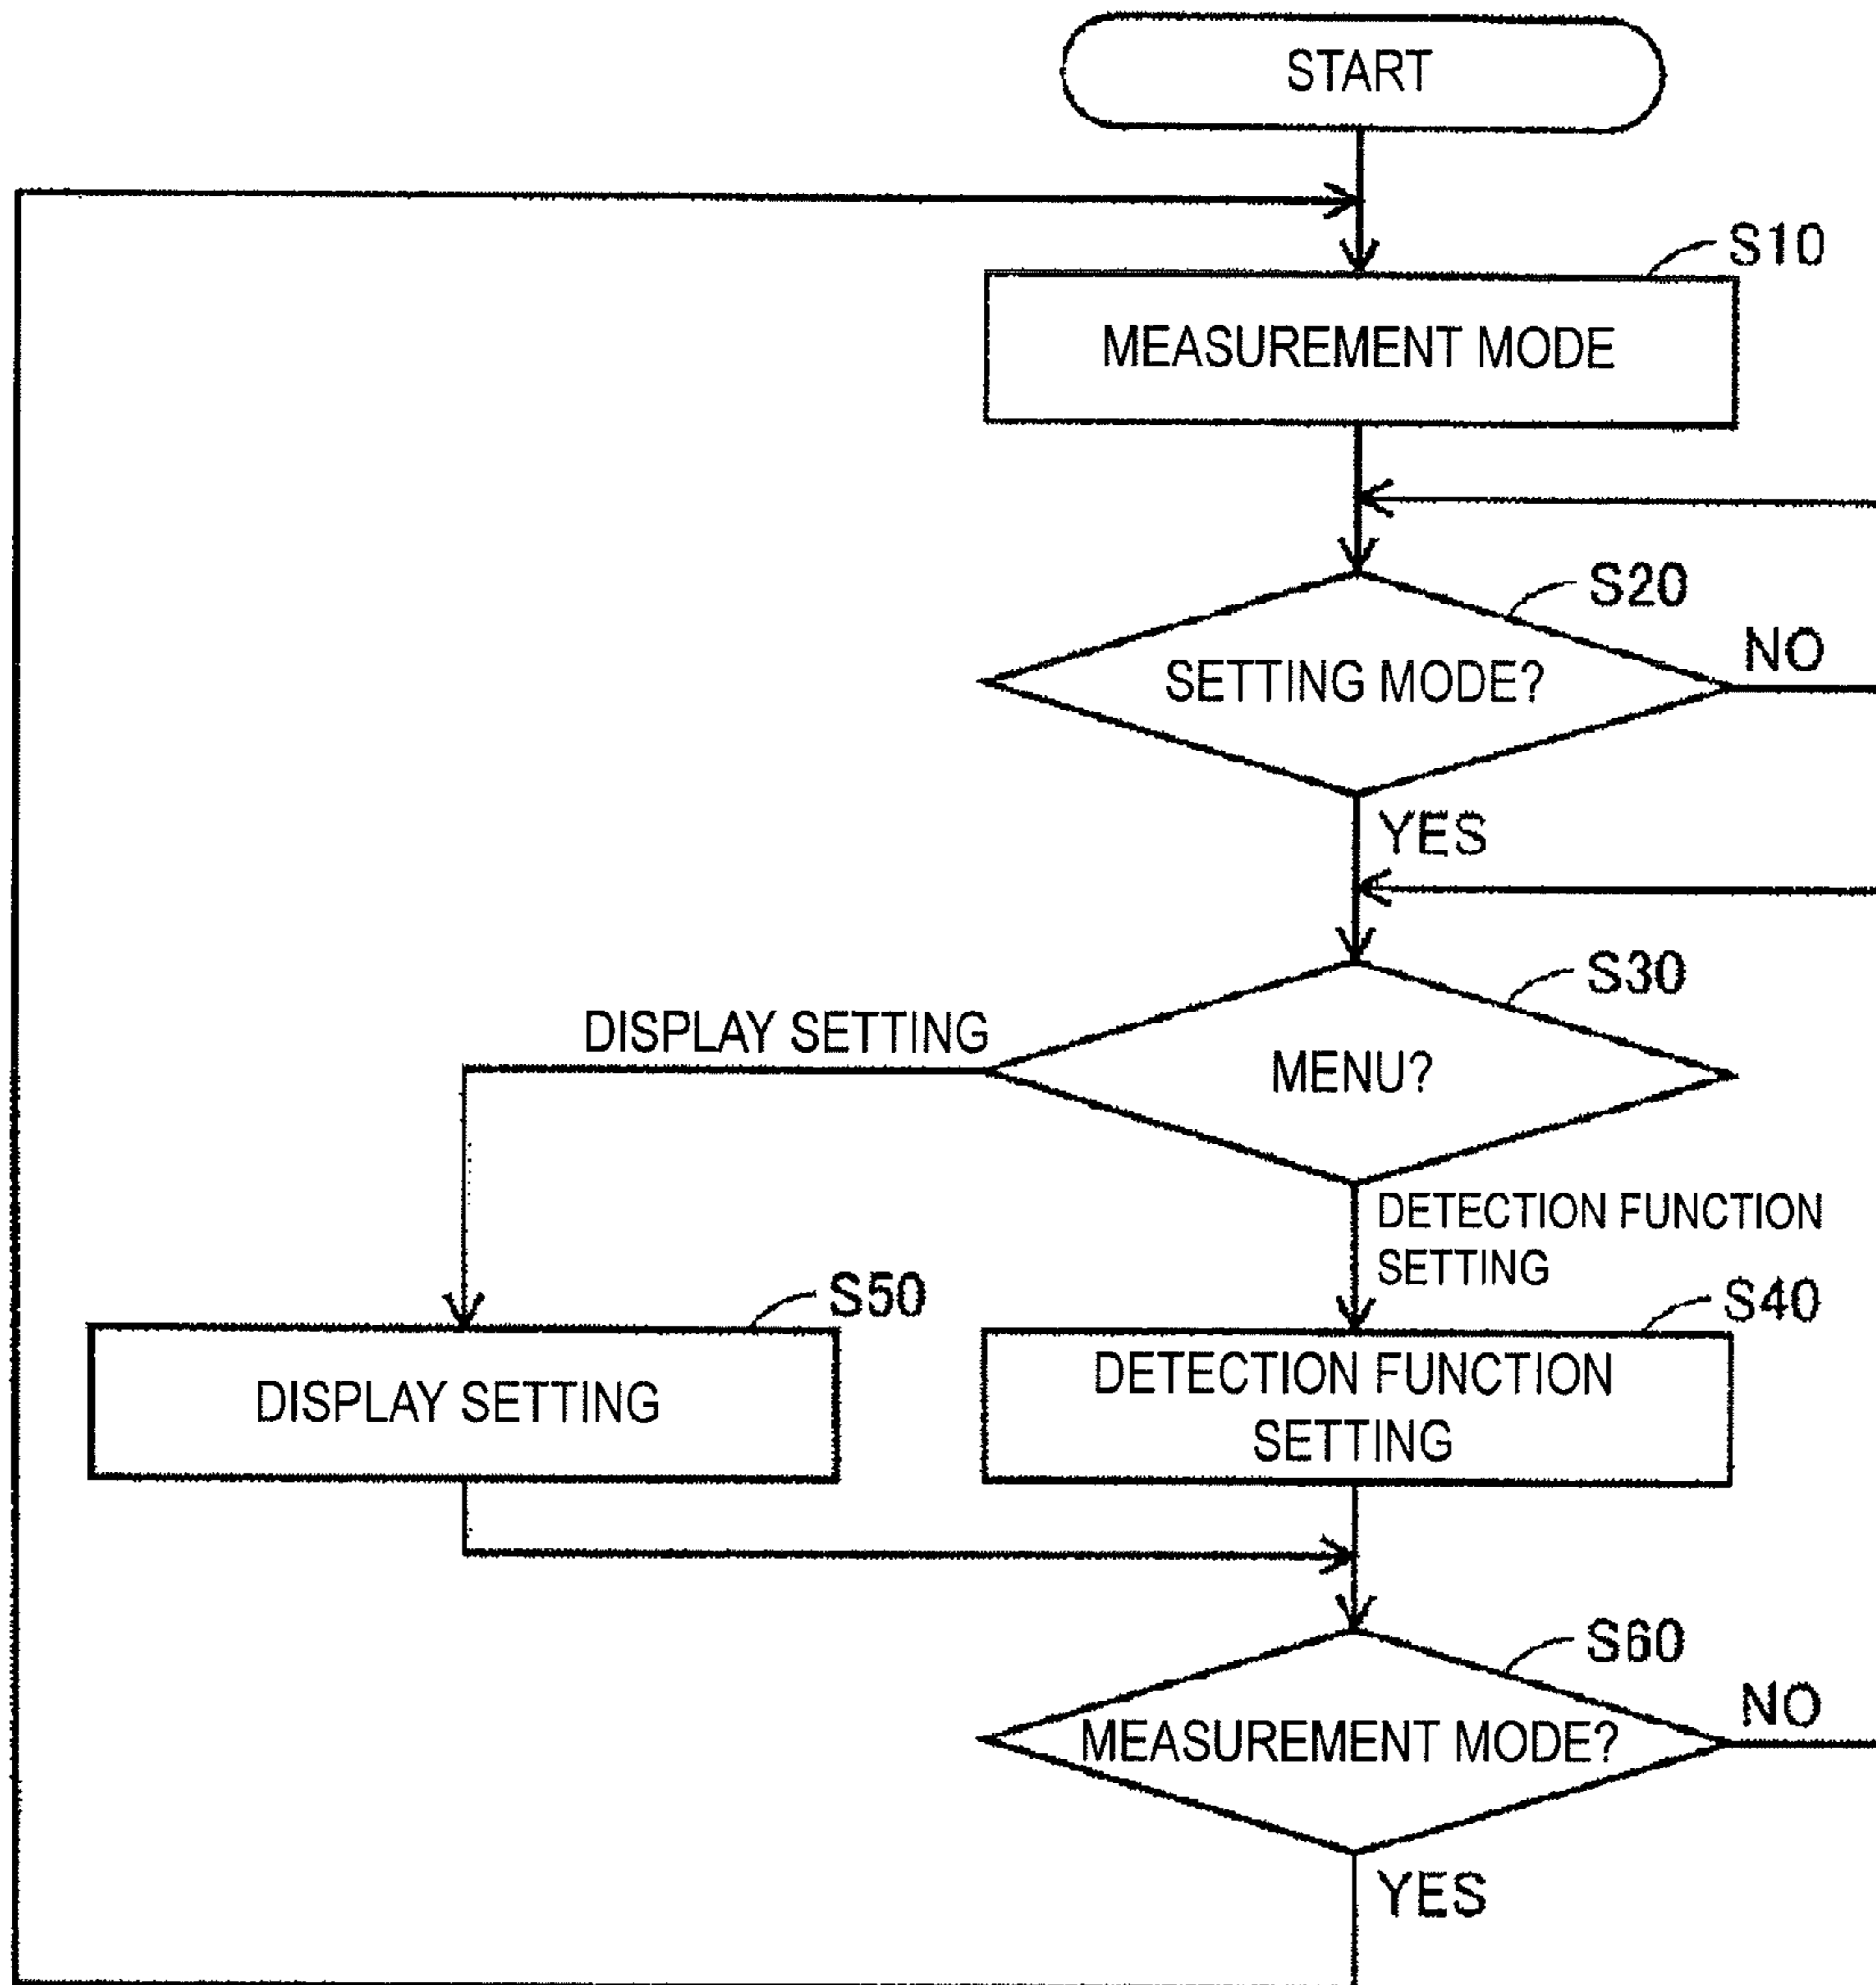 START
S10
MEASUREMENT MODE
S20
SETTING MODE?
NO
YES
S30
DISPLAY SETTING
MENU?
DETECTION FUNCTION
SETTING
S50
S40
DISPLAY SETTING
DETECTION FUNCTION
SETTING
S60
MEASUREMENT MODE?
NO
YES